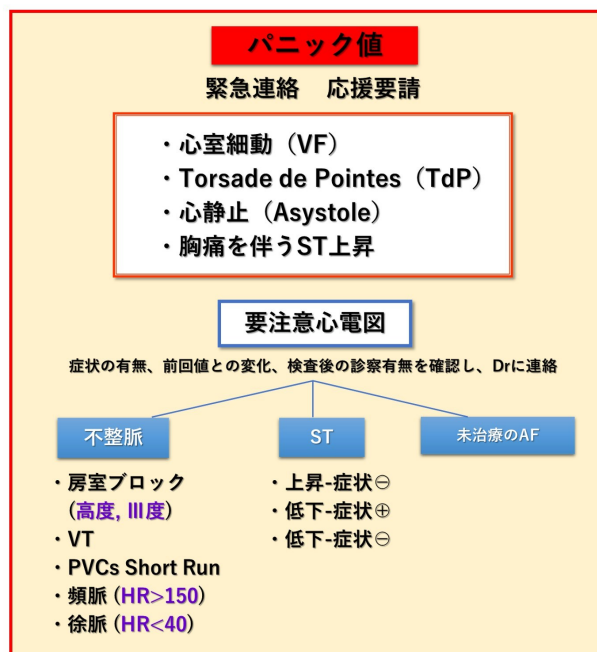 パニック値
緊急連絡 応援要請
・心室細動（VF）
・Torsade de Pointes（TdP）
・心静止（Asystole）
・胸痛を伴うST上昇
要注意心電図
症状の有無、前回値との変化、検査後の診察有無を確認し、Drに連絡
不整脈
・房室ブロック
(高度, Ⅲ度)
・VT
・PVCs Short Run
・頻脈 (HR>150)
・徐脈 (HR<40)
ST
・上昇-症状⊖
・低下-症状⊕
・低下-症状⊖
未治療のAF